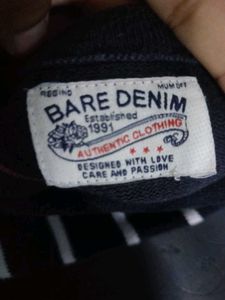 BARE DENIM
Established
1991
AUTHENTIC CLOTHING
DESIGNED WITH LOVE
CARE AND PASSION